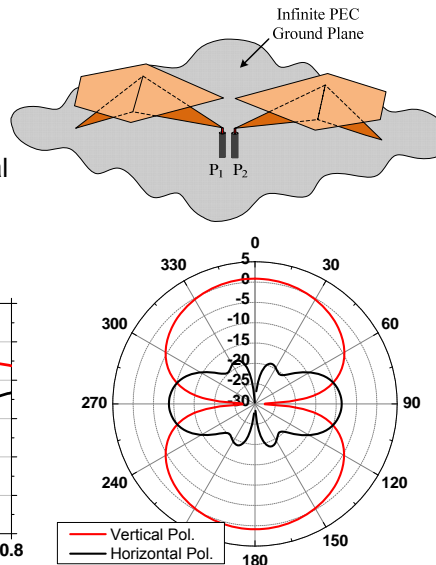 Infinite PEC
Ground Plane
P1 P2
al
0
330 30
300 60
270 90
240 120
150
180
5
0
-5
-10
-15
-20
-25
-30
0.8
Vertical Pol.
Horizontal Pol.